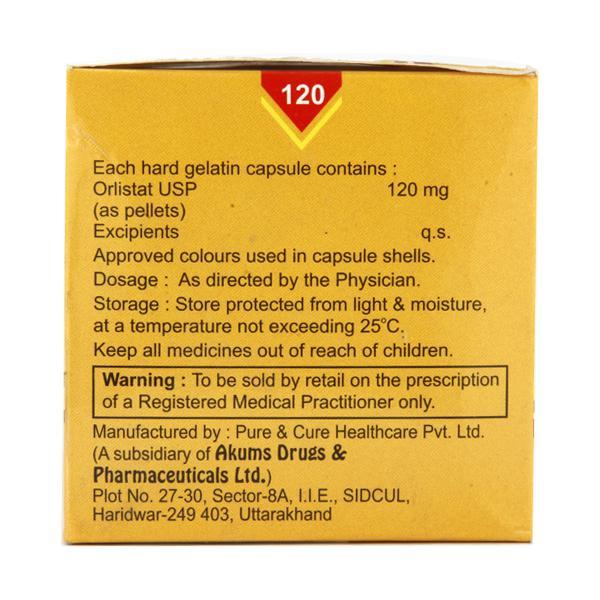 120
Each hard gelatin capsule contains :
Orlistat USP 120 mg
(as pellets)
Excipients q.s.
Approved colours used in capsule shells.
Dosage : As directed by the Physician.
Storage : Store protected from light & moisture,
at a temperature not exceeding 25°C.
Keep all medicines out of reach of children.
Warning : To be sold by retail on the prescription
of a Registered Medical Practitioner only.
Manufactured by : Pure & Cure Healthcare Pvt. Ltd.
(A subsidiary of Akums Drugs &
Pharmaceuticals Ltd.)
Plot No. 27-30, Sector-8A, I.I.E., SIDCUL,
Haridwar-249 403, Uttarakhand